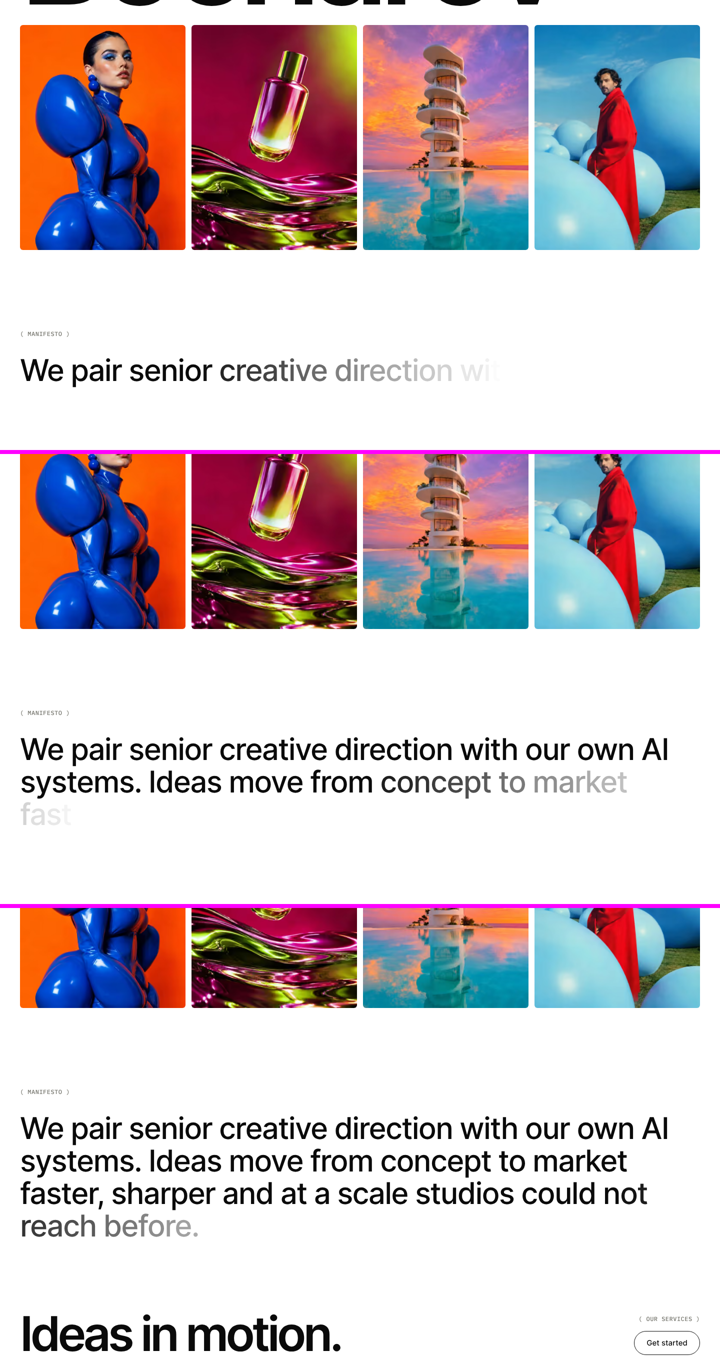 ( MANIFESTO )
We pair senior creative direction wit
( MANIFESTO )
We pair senior creative direction with our own AI
systems. Ideas move from concept to market
fast
( MANIFESTO )
We pair senior creative direction with our own AI
systems. Ideas move from concept to market
faster, sharper and at a scale studios could not
reach before.
Ideas in motion.
( OUR SERVICES )
Get started